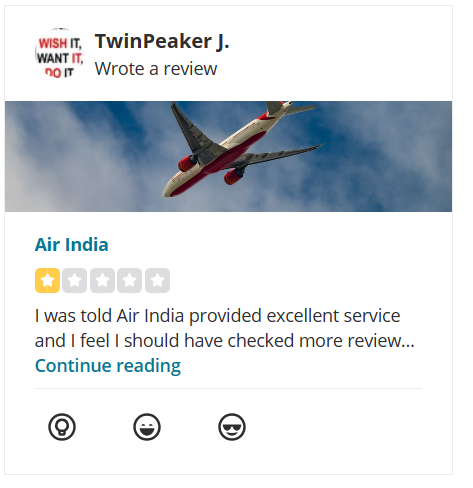 WISH IT,
WANT IT,
DO IT
TwinPeaker J.
Wrote a review
Air India
I was told Air India provided excellent service
and I feel I should have checked more review...
Continue reading